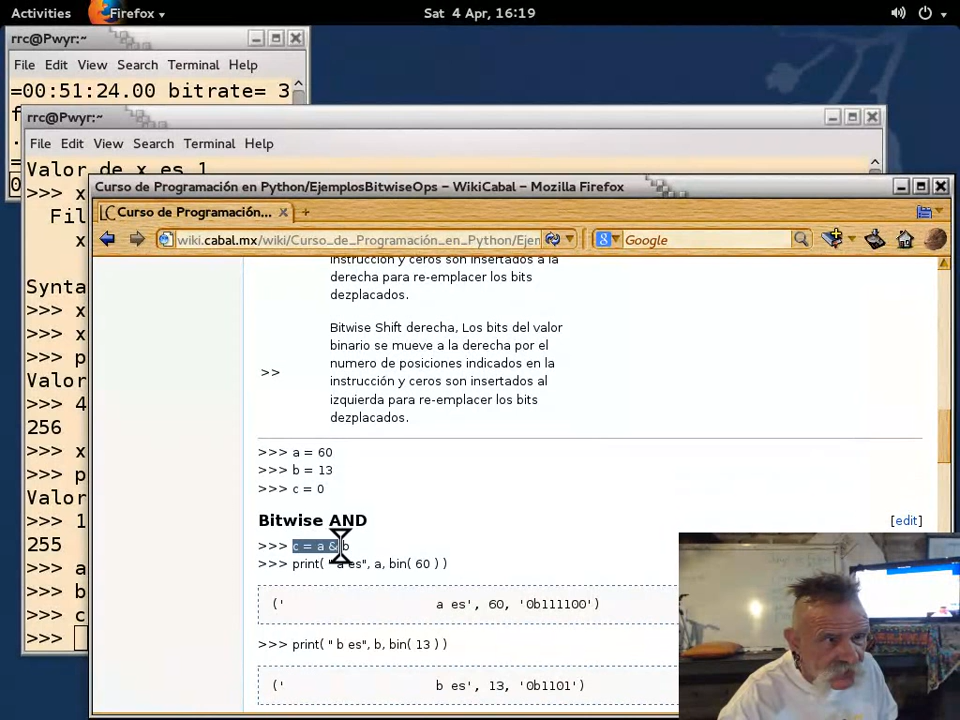 Activities Firefox Sat 4 Apr, 16:19
rrc@Pwyr:~
File Edit View Search Terminal Help
=00:51:24.00 bitrate= 3
f
.
=
0
rrc@Pwyr:~
File Edit View Search Terminal Help
Valor de x es 1
>>> x
Fil
x
Synta
>>> x
>>> x
>>> p
Valor
>>> 4
256
>>> x
>>> p
Valor
>>> 1
255
>>> a
>>> b
>>> c
>>>
Curso de Programación en Python/EjemplosBitwiseOps – WikiCabal – Mozilla Firefox
Curso de Programación...
wiki.cabal.mx/wiki/Curso_de_Programación_en_Python/Ejer
Google
instrucción y ceros son insertados a la
derecha para re-emplacer los bits
dezplacados.
Bitwise Shift derecha, Los bits del valor
binario se mueve a la derecha por el
numero de posiciones indicados en la
>>
instrucción y ceros son insertados al
izquierda para re-emplacer los bits
dezplacados.
>>> a = 60
>>> b = 13
>>> c = 0
Bitwise AND
[edit]
>>> c = a & b
>>> print( " a es", a, bin( 60 ) )
(' a es', 60, '0b111100')
>>> print( " b es", b, bin( 13 ) )
(' b es', 13, '0b1101')